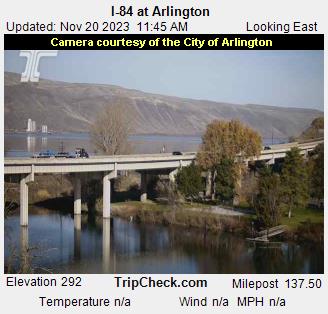 I-84 at Arlington
Updated: Nov 20 2023 11:45 AM Looking East
Camera courtesy of the City of Arlington
Elevation 292 TripCheck.com Milepost 137.50
Temperature n/a Wind n/a MPH n/a